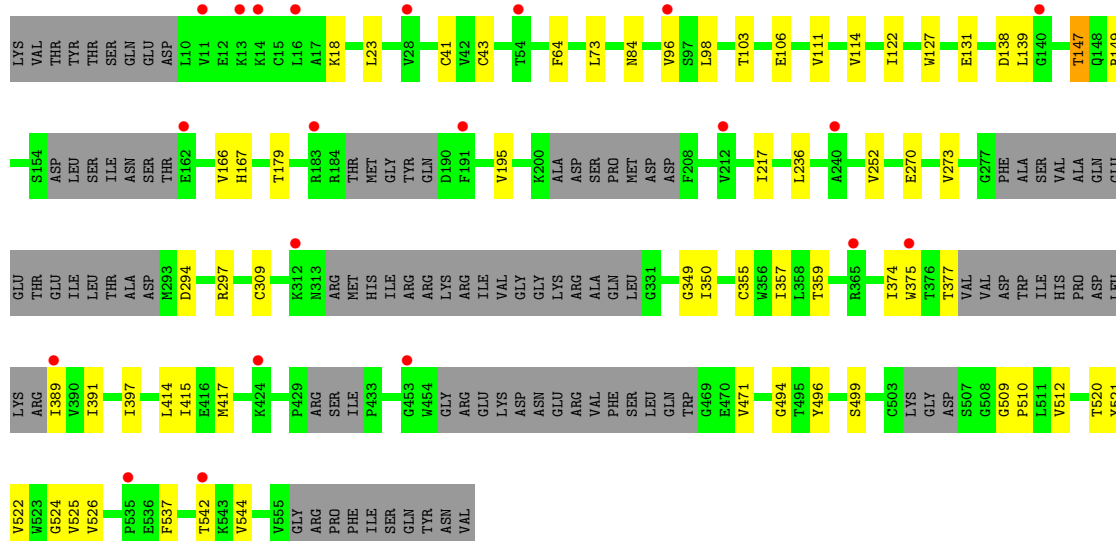 LYS VAL THR TYR THR SER GLN GLU ASP L10 V11 E12 K13 K14 C15 L16 A17 K18 L23 V28 C41 V42 C43 T54 F64 L73 N84 V96 S97 L98 T103 E106 V111 V114 I122 W127 E131 D138 L139 G140 T147 Q148 R149
S154 ASP LEU SER ILE ASN SER THR E162 V166 H167 T179 R183 R184 THR MET GLY TYR GLN D190 F191 V195 K200 ALA ASP SER PRO MET ASP ASP F208 V212 I217 L236 A240 V252 E270 V273 G277 PHE ALA SER VAL ALA GLN GLU
GLU THR GLU ILE LEU THR ALA ASP M293 D294 R297 C309 K312 N313 ARG MET HIS ILE ARG ARG LYS ARG ILE VAL GLY GLY LYS ARG ALA GLN LEU G331 G349 I350 C355 W356 I357 L358 T359 R365 I374 W375 T376 T377 VAL VAL ASP TRP ILE HIS PRO ASP LEU
LYS ARG I389 V390 I391 I397 L414 I415 E416 M417 K424 P429 ARG SER ILE P433 G453 W454 GLY ARG GLU LYS ASP ASN GLU ARG VAL PHE SER LEU GLN TRP G469 E470 V471 G494 T495 Y496 S499 C503 LYS GLY ASP S507 G508 G509 P510 L511 V512 T520 Y521
V522 W523 G524 V525 V526 P535 E536 F537 T542 K543 V544 V555 GLY ARG PRO PHE ILE SER GLN TYR ASN VAL